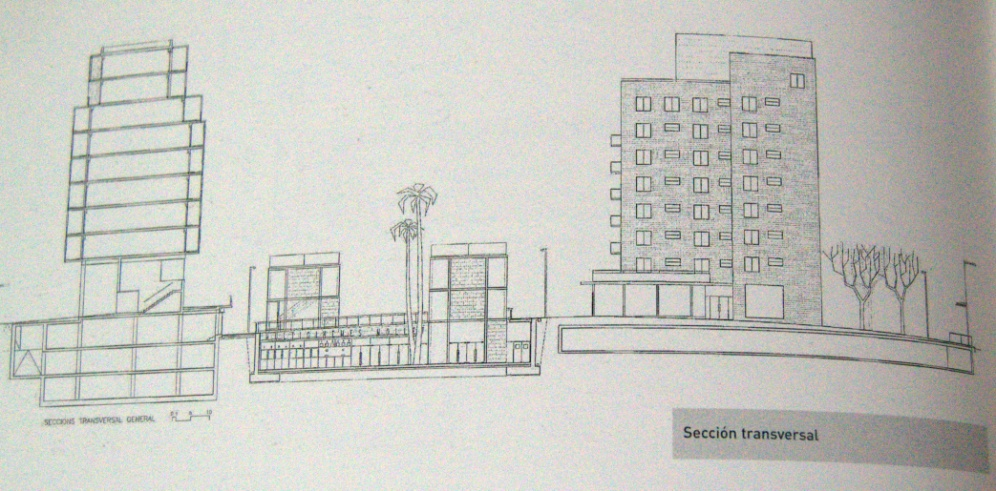 SECCIONS TRANSVERSAL GENERAL
Sección transversal